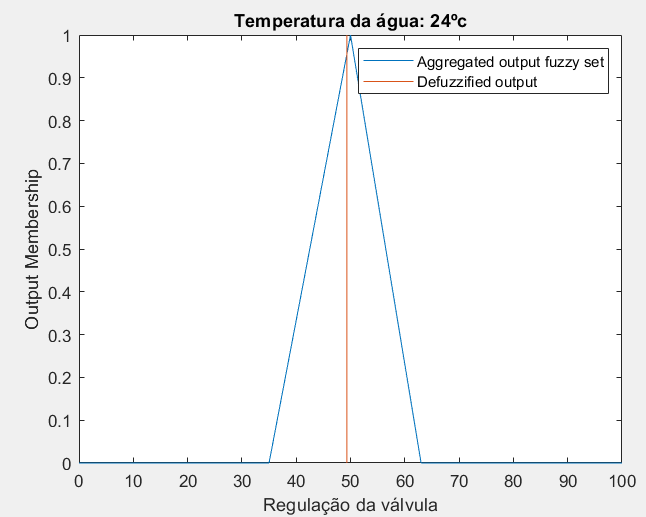 Temperatura da água: 24ºc
Aggregated output fuzzy set
Defuzzified output
Output Membership
1
0.9
0.8
0.7
0.6
0.5
0.4
0.3
0.2
0.1
0
0 10 20 30 40 50 60 70 80 90 100
Regulação da válvula